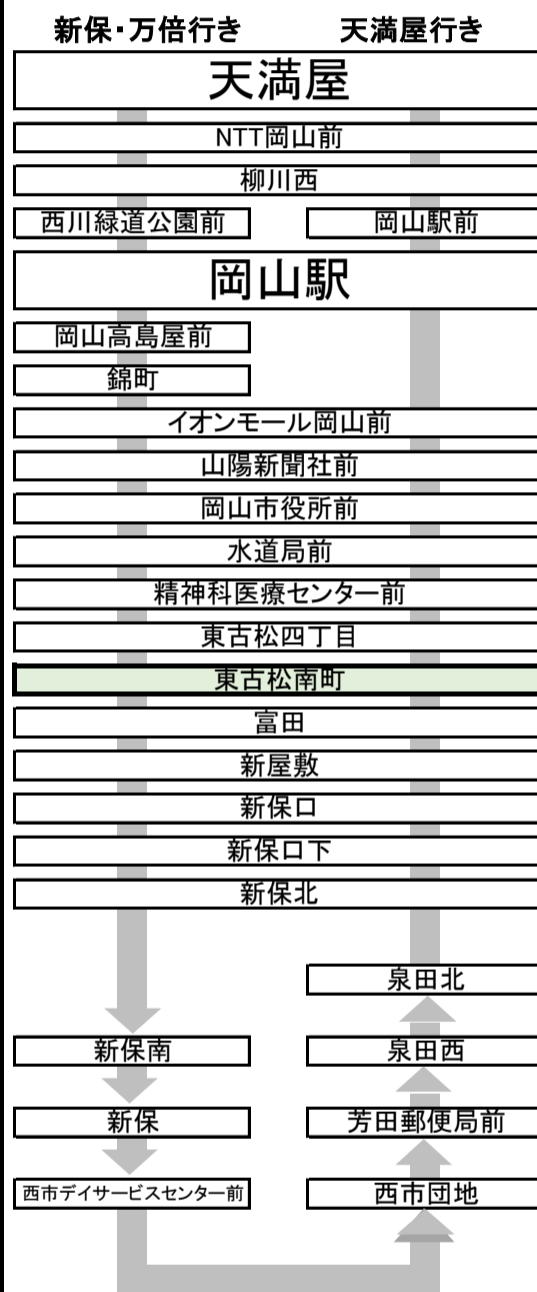 新保・万倍行き 天満屋行き
天満屋
NTT岡山前
柳川西
西川緑道公園前 岡山駅前
岡山駅
岡山高島屋前
錦町
イオンモール岡山前
山陽新聞社前
岡山市役所前
水道局前
精神科医療センター前
東古松四丁目
東古松南町
富田
新屋敷
新保口
新保口下
新保北
泉田北
新保南 泉田西
新保 芳田郵便局前
西市デイサービスセンター前 西市団地